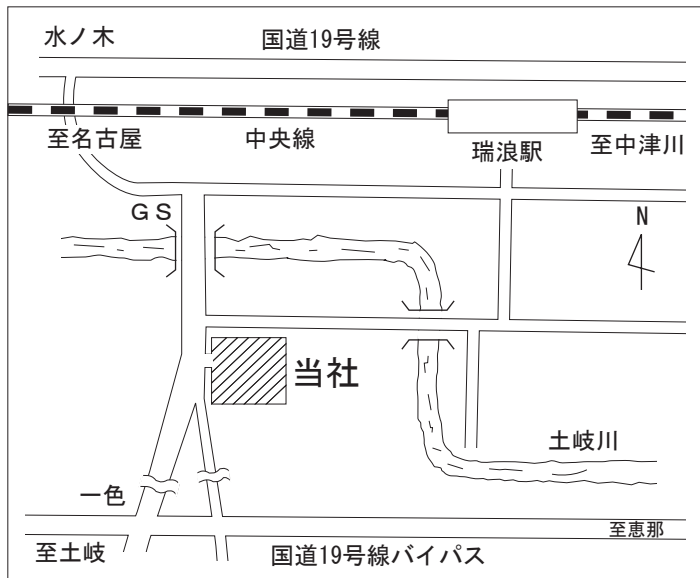 水ノ木
国道19号線
至名古屋
中央線
瑞浪駅
至中津川
GS
N
当社
土岐川
一色
至恵那
至土岐
国道19号線バイパス